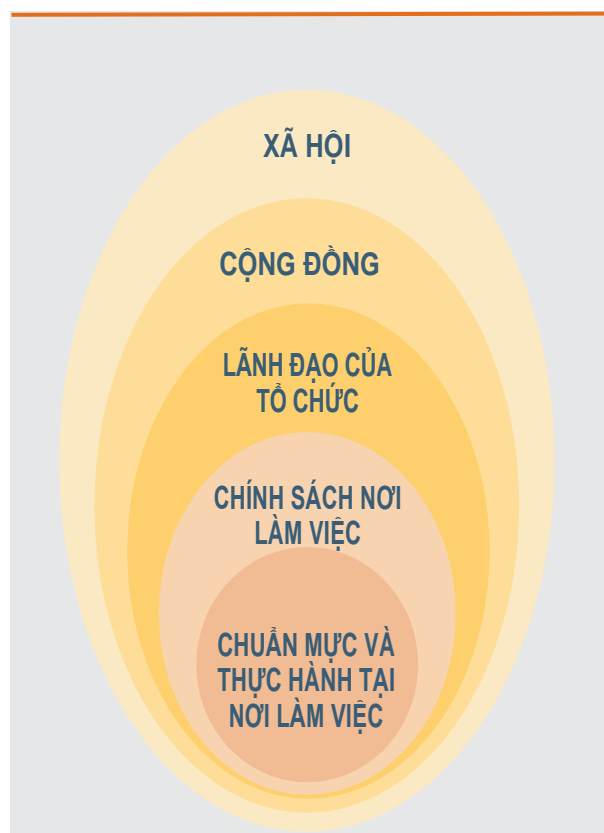 XÃ HỘI
CỘNG ĐỒNG
LÃNH ĐẠO CỦA
TỔ CHỨC
CHÍNH SÁCH NƠI
LÀM VIỆC
CHUẨN MỰC VÀ
THỰC HÀNH TẠI
NƠI LÀM VIỆC